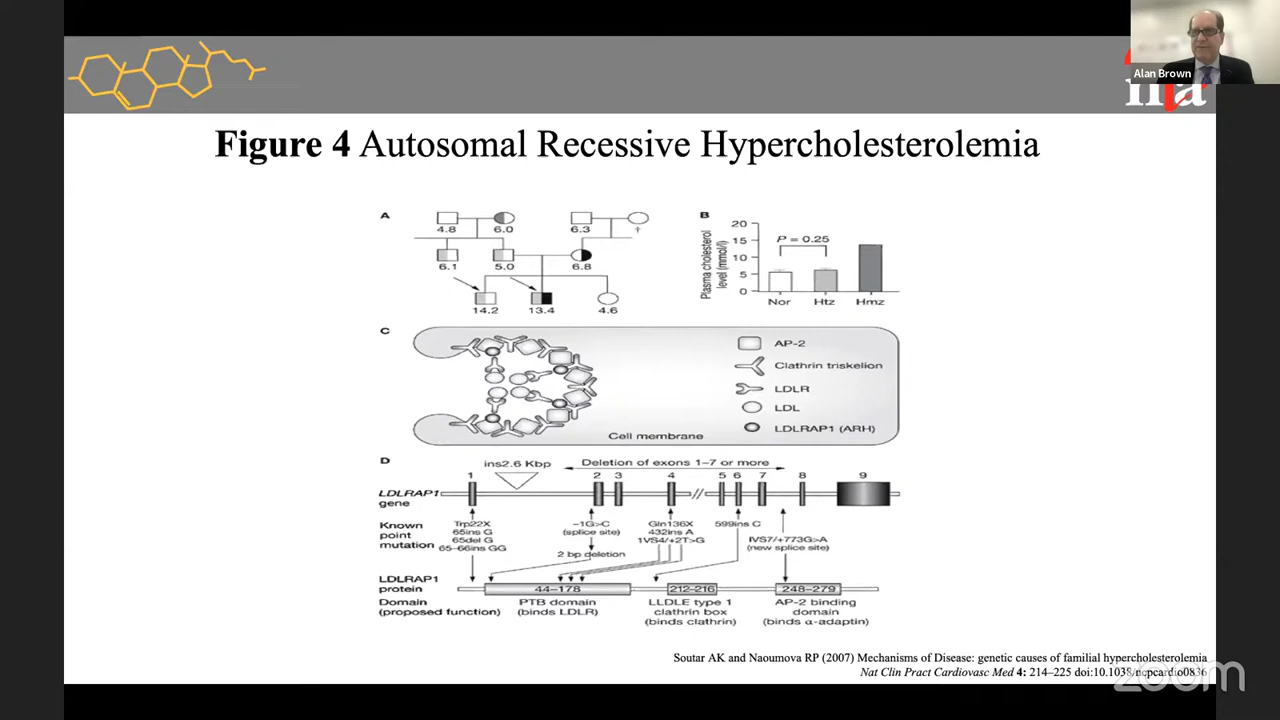 Alan Brown
nla
Figure 4 Autosomal Recessive Hypercholesterolemia
A
4.8 6.0 6.3 †
6.1 5.0 6.8
14.2 13.4 4.6
B
Plasma cholesterol
level (mmol/l)
20
15
10
5
0
P = 0.25
Nor Htz Hmz
C
AP-2
Clathrin triskelion
LDLR
LDL
LDLRAP1 (ARH)
Cell membrane
D
ins2.6 Kbp Deletion of exons 1–7 or more
1 2 3 4 5 6 7 8 9
LDLRAP1
gene
Known
point
mutation
Trp22X
65ins G
65del G
65–66ins GG
–1G>C
(splice site)
2 bp deletion
Gln136X
432ins A
1VS4/+2T>G
599ins C
IVS7/+773G>A
(new splice site)
LDLRAP1
protein
44–178 212–216 248–279
Domain
(proposed function)
PTB domain
(binds LDLR)
LLDLE type 1
clathrin box
(binds clathrin)
AP-2 binding
domain
(binds α-adaptin)
Soutar AK and Naoumova RP (2007) Mechanisms of Disease: genetic causes of familial hypercholesterolemia
Nat Clin Pract Cardiovasc Med 4: 214–225 doi:10.1038/ncpcardio0836
zoom